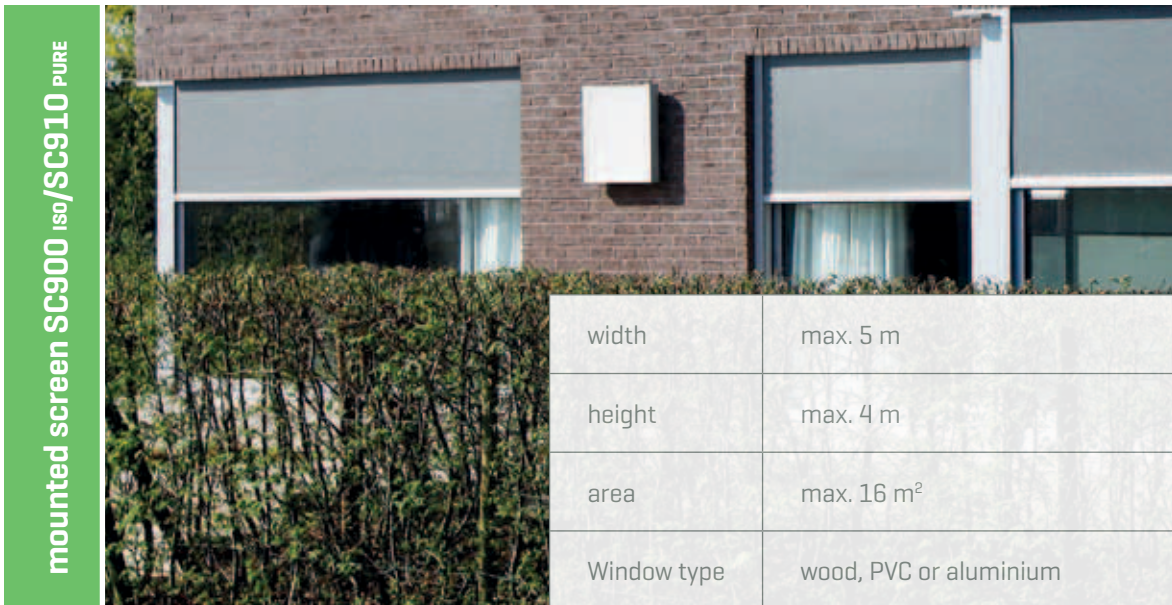 mounted screen SC900 ISO/SC910 PURE
width max. 5 m
height max. 4 m
area max. 16 m²
Window type wood, PVC or aluminium